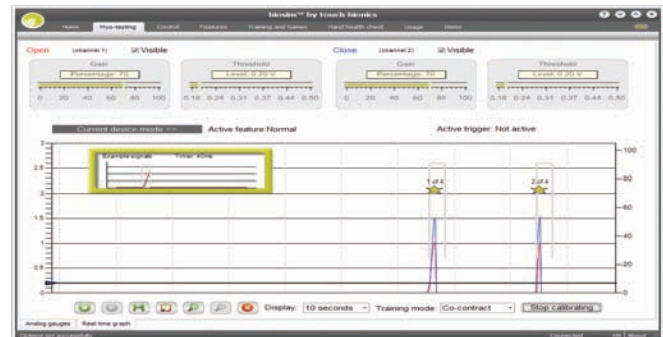 biosim™ by touch bionics
Home Myo-testing Control Features Training and Games Hand health check Usage Demo
Open (channel 1) Visible Close (channel 2) Visible
Gain Threshold Gain Threshold
Percentage: 70 Level: 0.20 V Percentage: 70 Level: 0.20 V
0 20 40 60 80 100 0.18 0.24 0.31 0.37 0.44 0.50 0 20 40 60 80 100 0.18 0.24 0.31 0.37 0.44 0.50
Current device mode >> Active feature Normal Active trigger: Not active
3 100
Example signals Timer: 40ms
2.5
1 of 4 2 of 4
80
2
60
1.5
1 40
0.5 20
0 0
Display: 10 seconds Training mode: Co-contract Stop calibrating
Analog gauges Real time graph
Connected